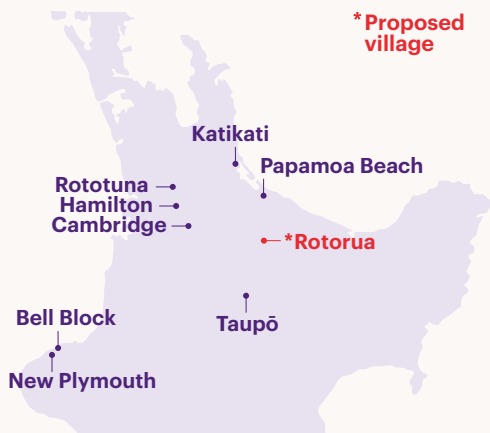 *Proposed
village
Katikati
Papamoa Beach
Rototuna
Hamilton
Cambridge
*Rotorua
Taupō
Bell Block
New Plymouth